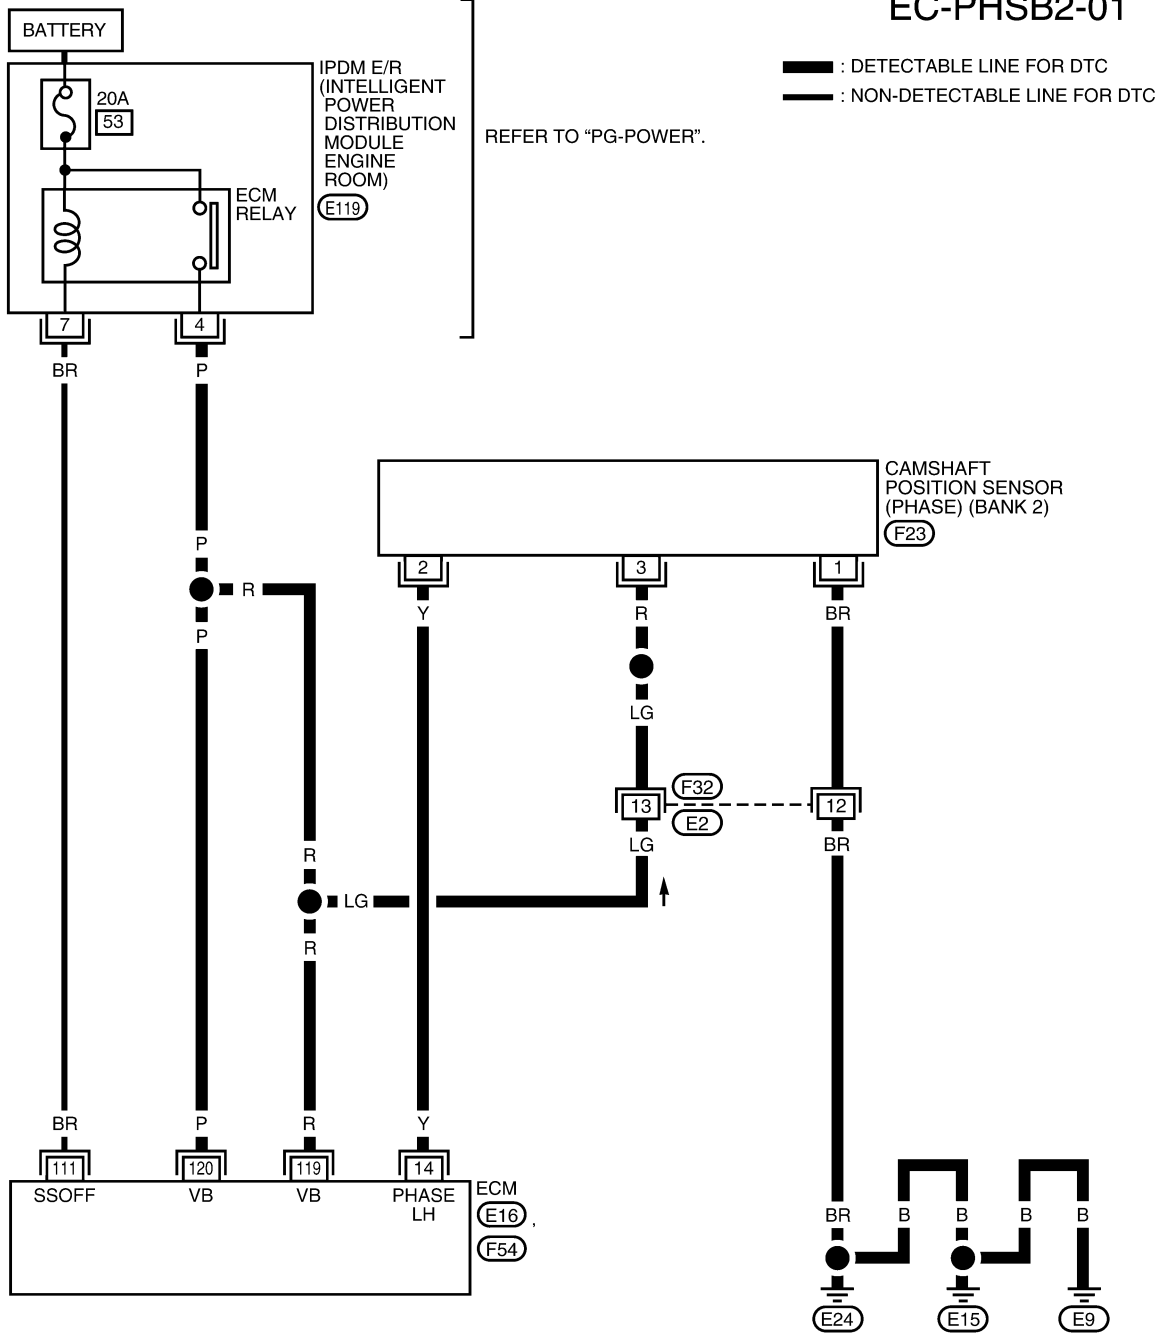 EC-PHSB2-01
BATTERY
: DETECTABLE LINE FOR DTC
: NON-DETECTABLE LINE FOR DTC
20A
53
IPDM E/R
(INTELLIGENT
POWER
DISTRIBUTION
MODULE
ENGINE
ROOM)
E119
REFER TO “PG-POWER”.
ECM
RELAY
7 4
BR P
CAMSHAFT
POSITION SENSOR
(PHASE) (BANK 2)
F23
P
2 3 1
R
Y R BR
P
LG
F32
13 12
E2
LG BR
R
LG
R
BR P R Y
111 120 119 14
SSOFF VB VB PHASE
LH
ECM
E16 ,
F54
BR B B B B
E24 E15 E9